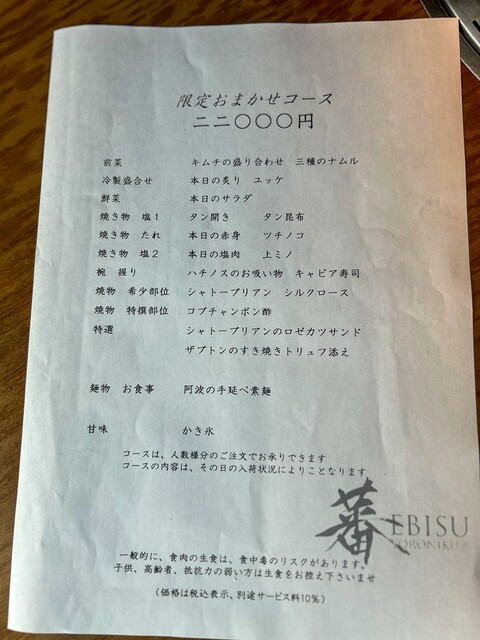 限定おまかせコース
二二〇〇〇円
前菜 キムチの盛り合わせ 三種のナムル
冷製盛合せ 本日の炙り ユッケ
鮮菜 本日のサラダ
焼き物 塩1 タン開き タン昆布
焼き物 たれ 本日の赤身 ツチノコ
焼き物 塩2 本日の塩肉 上ミノ
椀 握り ハチノスのお吸い物 キャビア寿司
焼物 希少部位 シャトーブリアン シルクロース
焼物 特撰部位 コプチャンポン酢
特選 シャトーブリアンのロゼカツサンド
ザブトンのすき焼きトリュフ添え
麺物 お食事 阿波の手延べ素麺
甘味 かき氷
コースは、人数様分のご注文でお承りできます
コースの内容は、その日の入荷状況によりことなります
蕃 EBISU
YORONIKU
一般的に、食肉の生食は、食中毒のリスクがあります。
子供、高齢者、抵抗力の弱い方は生食をお控え下さいませ
(価格は税込表示、別途サービス料10%)